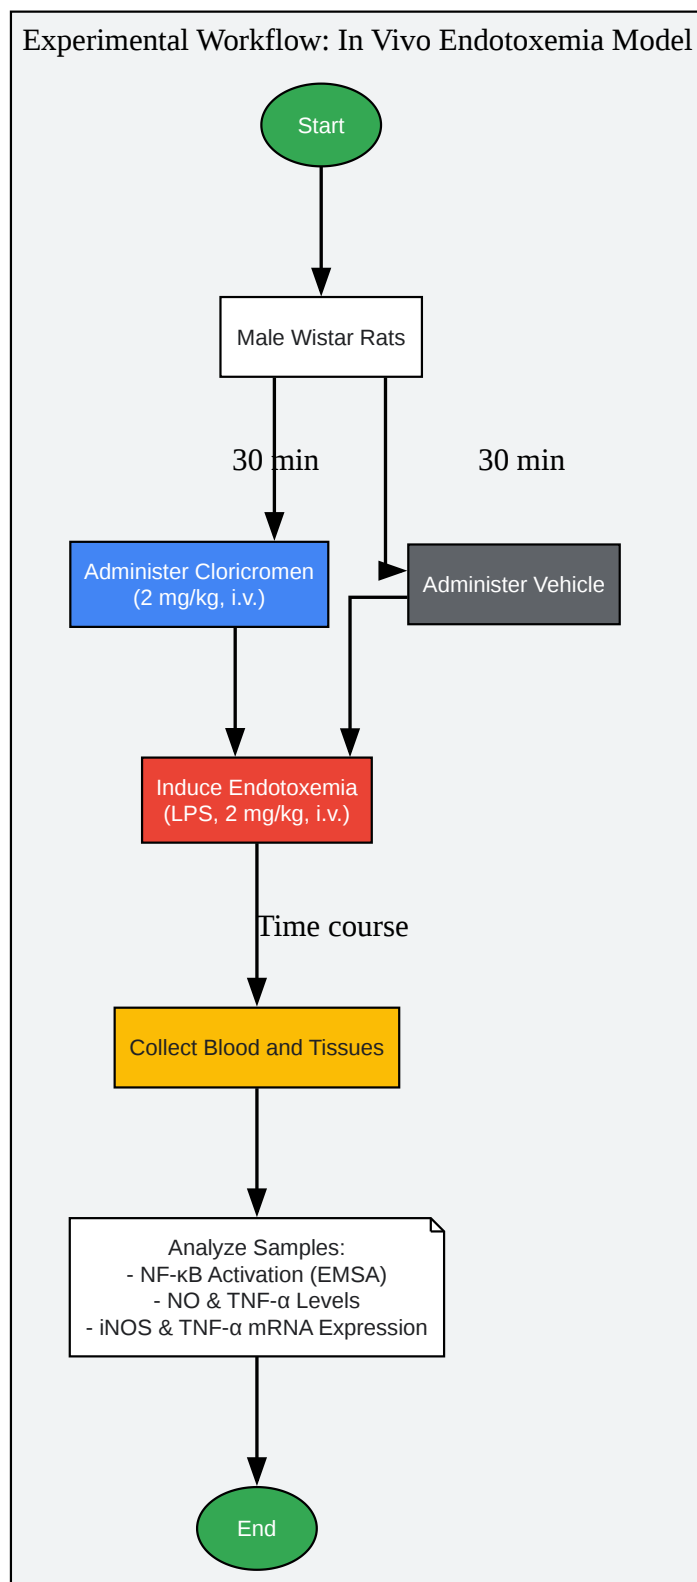 Experimental Workflow: In Vivo Endotoxemia Model
Start
Male Wistar Rats
30 min
30 min
Administer Cloricromen
(2 mg/kg, i.v.)
Administer Vehicle
Induce Endotoxemia
(LPS, 2 mg/kg, i.v.)
Time course
Collect Blood and Tissues
Analyze Samples:
- NF-κB Activation (EMSA)
- NO & TNF-α Levels
- iNOS & TNF-α mRNA Expression
End